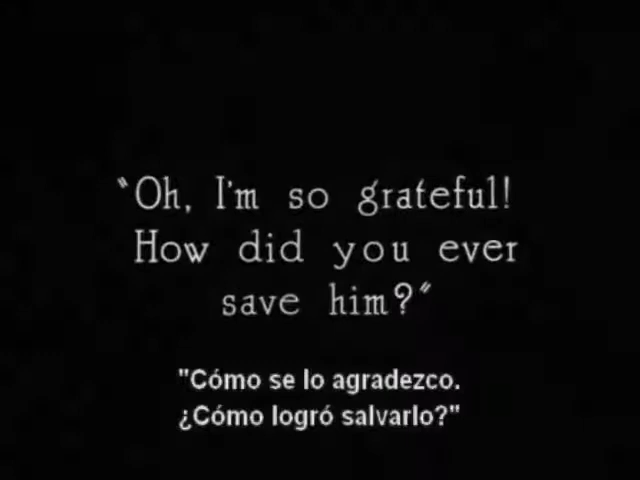 "Oh, I'm so grateful!
How did you ever
save him?"
"Cómo se lo agradezco.
¿Cómo logró salvarlo?"